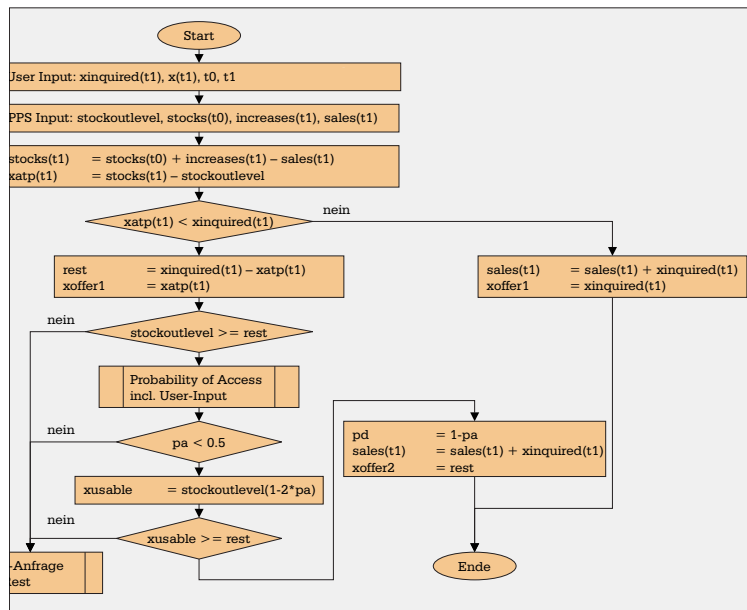 Start
User Input: xinquired(t1), x(t1), t0, t1
PPS Input: stockoutlevel, stocks(t0), increases(t1), sales(t1)
stocks(t1) = stocks(t0) + increases(t1) – sales(t1)
xatp(t1) = stocks(t1) – stockoutlevel
nein
xatp(t1) < xinquired(t1)
rest = xinquired(t1) – xatp(t1)
xoffer1 = xatp(t1)
sales(t1) = sales(t1) + xinquired(t1)
xoffer1 = xinquired(t1)
nein
stockoutlevel >= rest
Probability of Access
incl. User-Input
nein
pa < 0.5
pd = 1-pa
sales(t1) = sales(t1) + xinquired(t1)
xoffer2 = rest
xusable = stockoutlevel(1-2*pa)
nein
xusable >= rest
-Anfrage
Ende